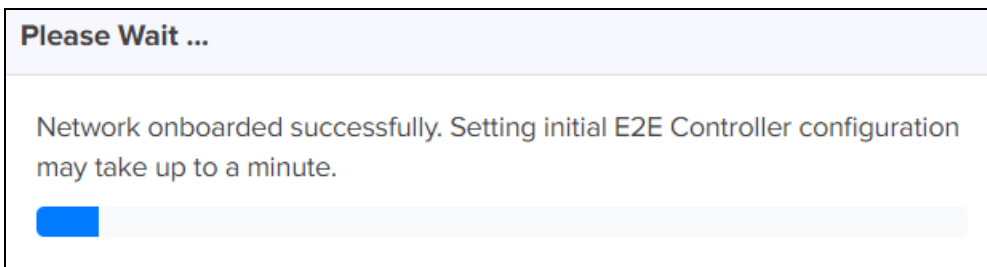 Please Wait ...
Network onboarded successfully. Setting initial E2E Controller configuration
may take up to a minute.